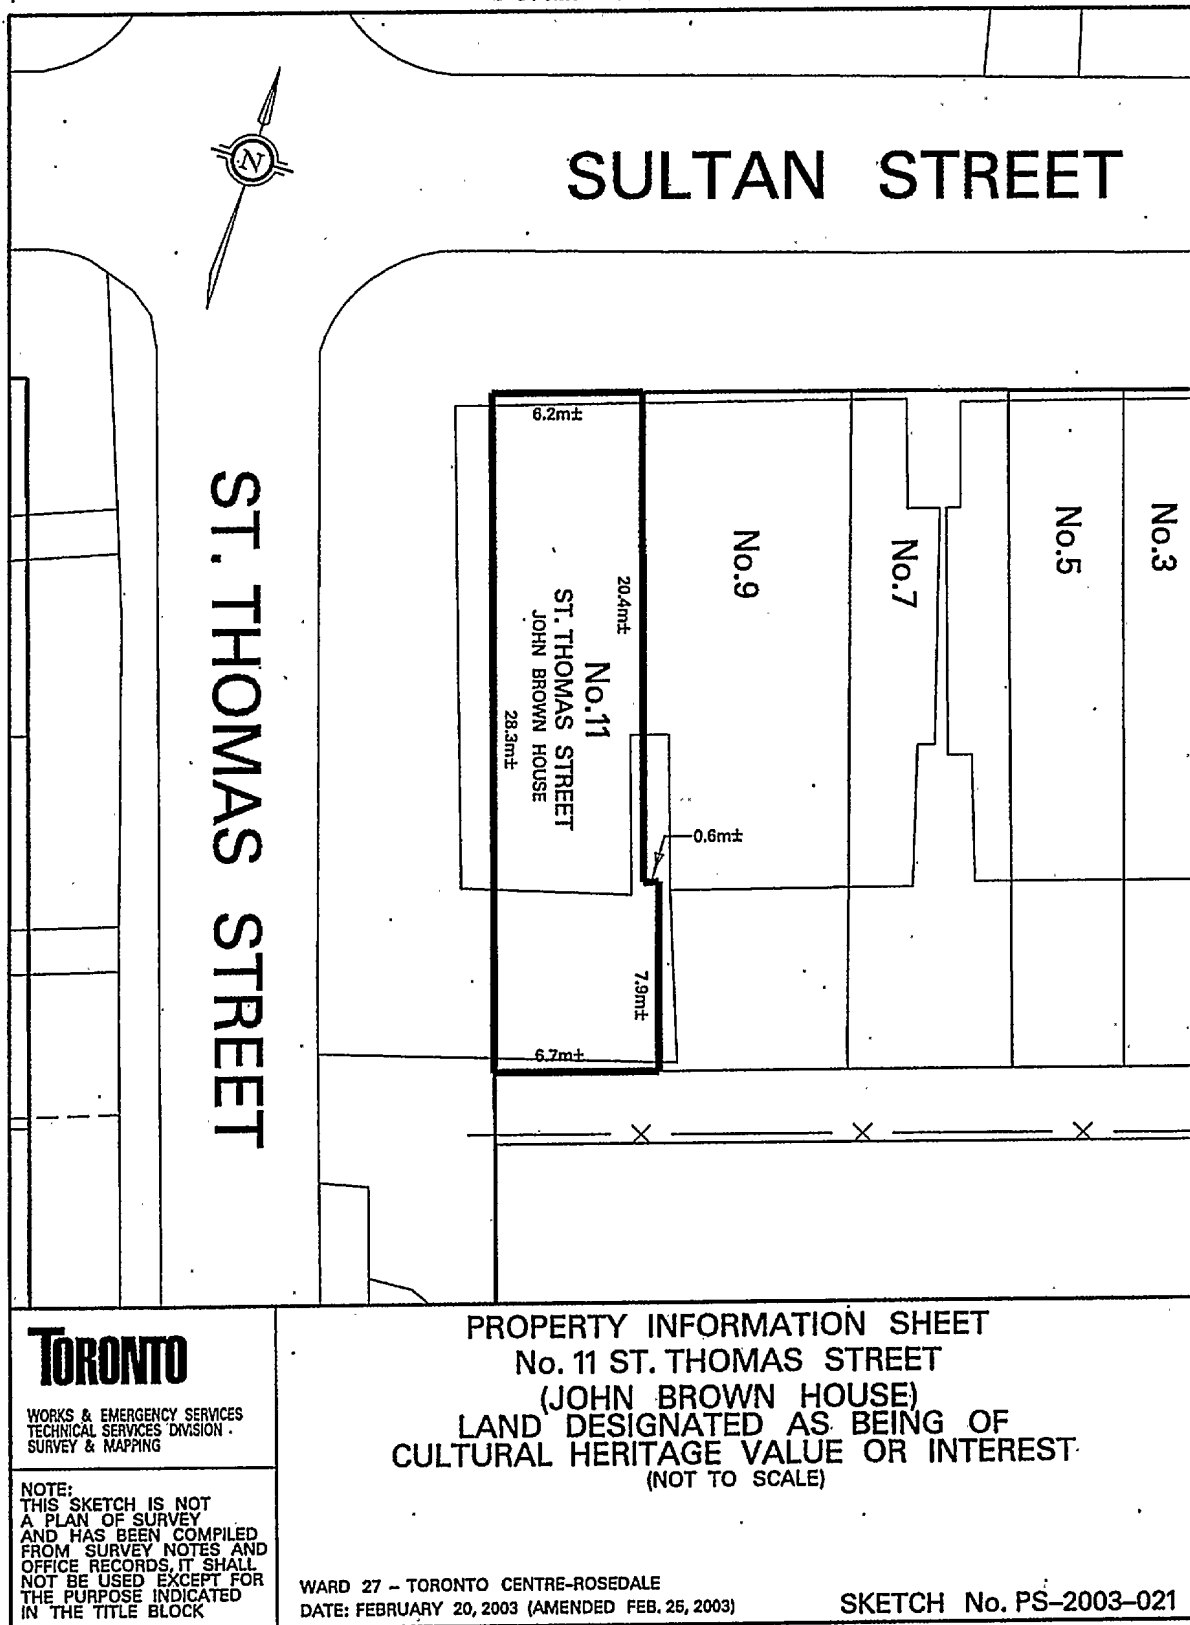 N
SULTAN STREET
ST. THOMAS STREET
6.2m±
20.4m±
No.11
ST. THOMAS STREET
JOHN BROWN HOUSE
28.3m±
No.9
No.7
No.5
No.3
0.6m±
7.9m±
6.7m±
TORONTO
WORKS & EMERGENCY SERVICES
TECHNICAL SERVICES DIVISION
SURVEY & MAPPING
NOTE:
THIS SKETCH IS NOT
A PLAN OF SURVEY
AND HAS BEEN COMPILED
FROM SURVEY NOTES AND
OFFICE RECORDS, IT SHALL
NOT BE USED EXCEPT FOR
THE PURPOSE INDICATED
IN THE TITLE BLOCK
PROPERTY INFORMATION SHEET
No. 11 ST. THOMAS STREET
(JOHN BROWN HOUSE)
LAND DESIGNATED AS BEING OF
CULTURAL HERITAGE VALUE OR INTEREST
(NOT TO SCALE)
WARD 27 – TORONTO CENTRE-ROSEDALE
DATE: FEBRUARY 20, 2003 (AMENDED FEB. 25, 2003)
SKETCH No. PS–2003–021